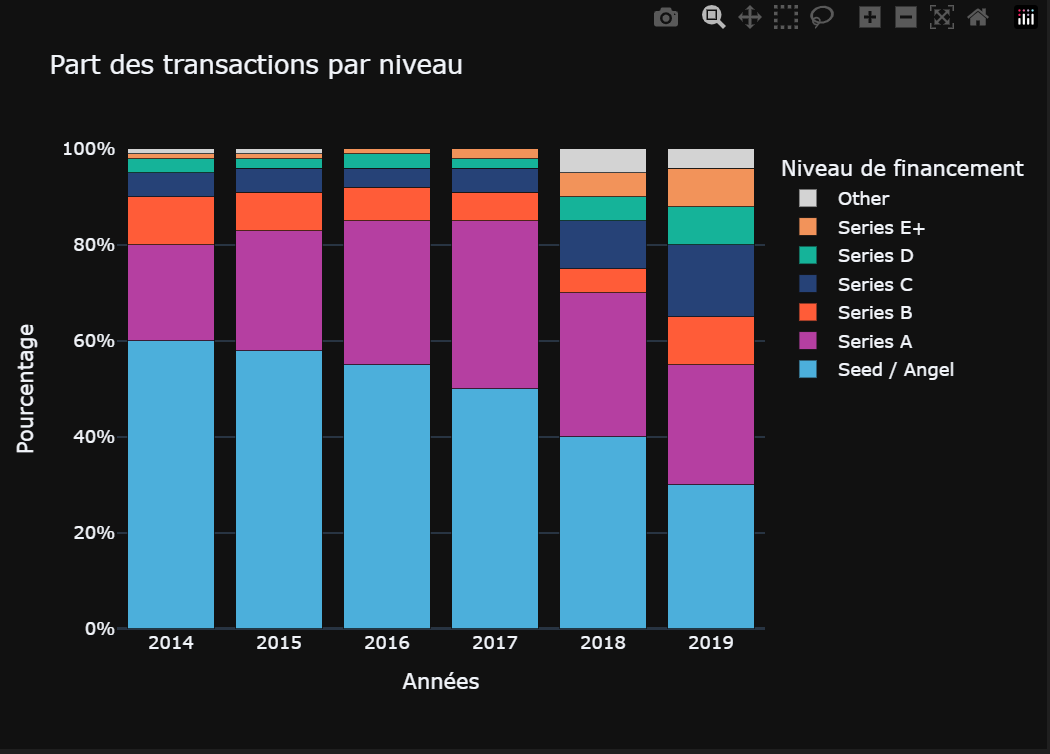 Part des transactions par niveau
100%
80%
60%
40%
20%
0%
Pourcentage
2014 2015 2016 2017 2018 2019
Années
Niveau de financement
Other
Series E+
Series D
Series C
Series B
Series A
Seed / Angel